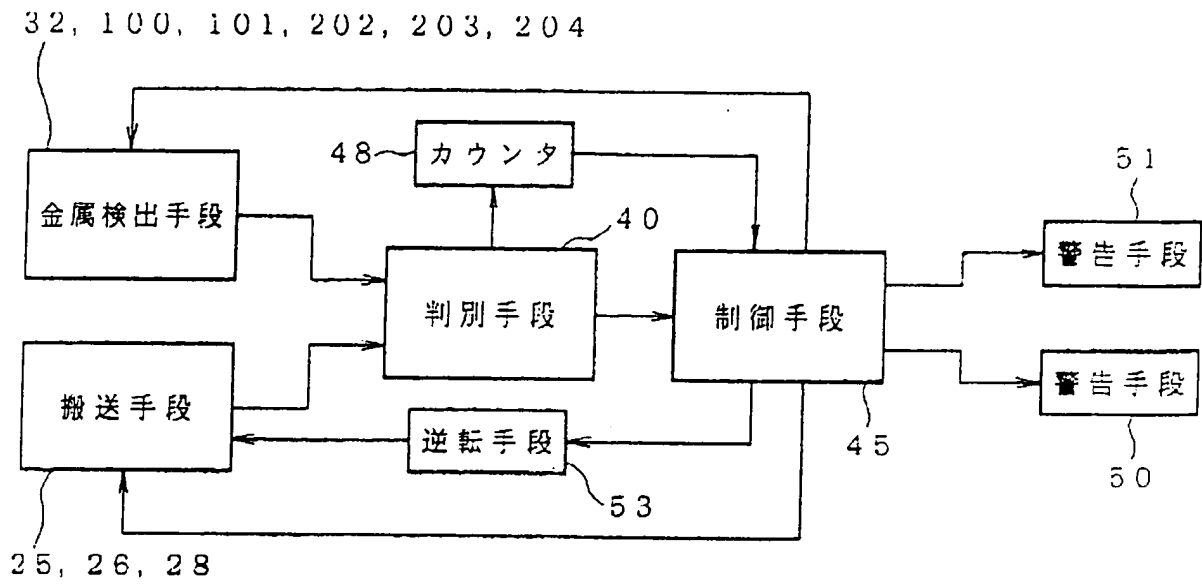 32, 100, 101, 202, 203, 204
48
カウンタ
51
金属検出手段
40
警告手段
判別手段
制御手段
搬送手段
警告手段
逆転手段
45
53
50
25, 26, 28